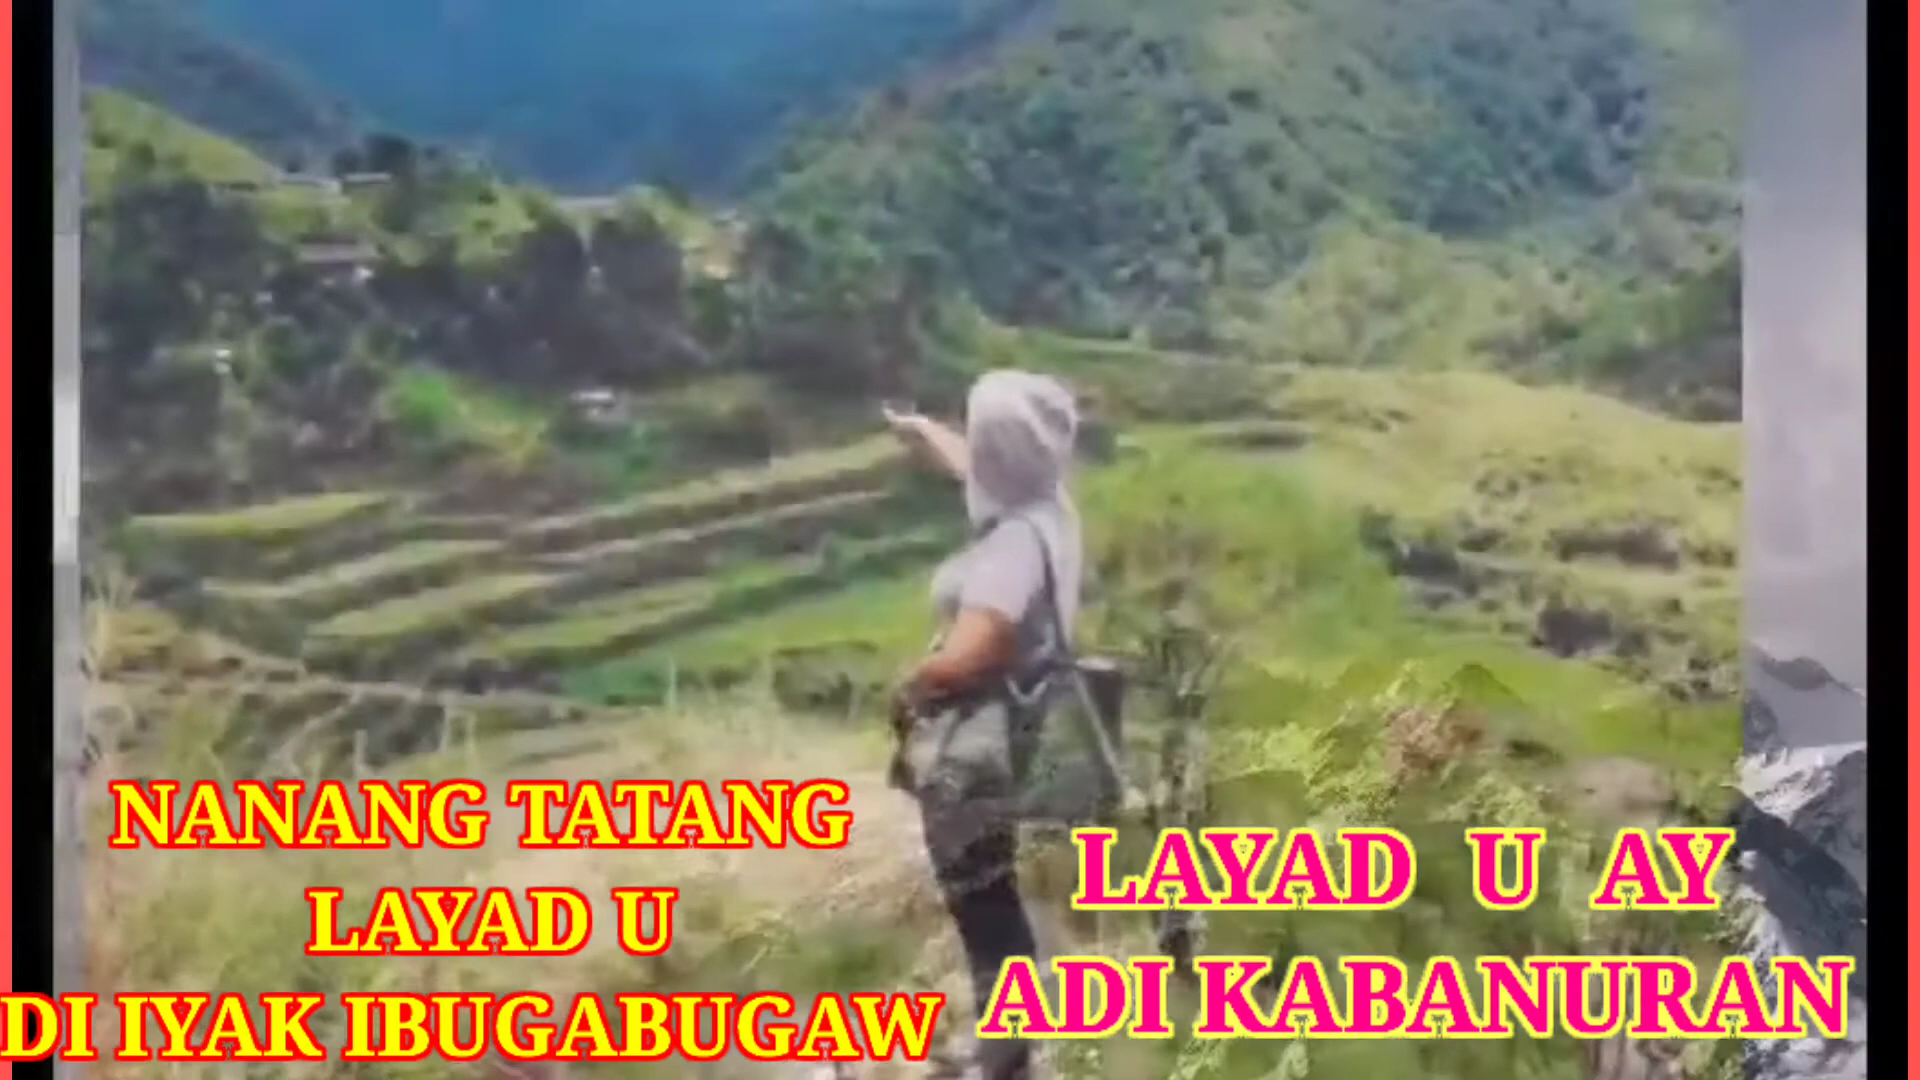 NANANG TATANG
LAYAD U
DI IYAK IBUGABUGAW
LAYAD U AY
ADI KABANURAN